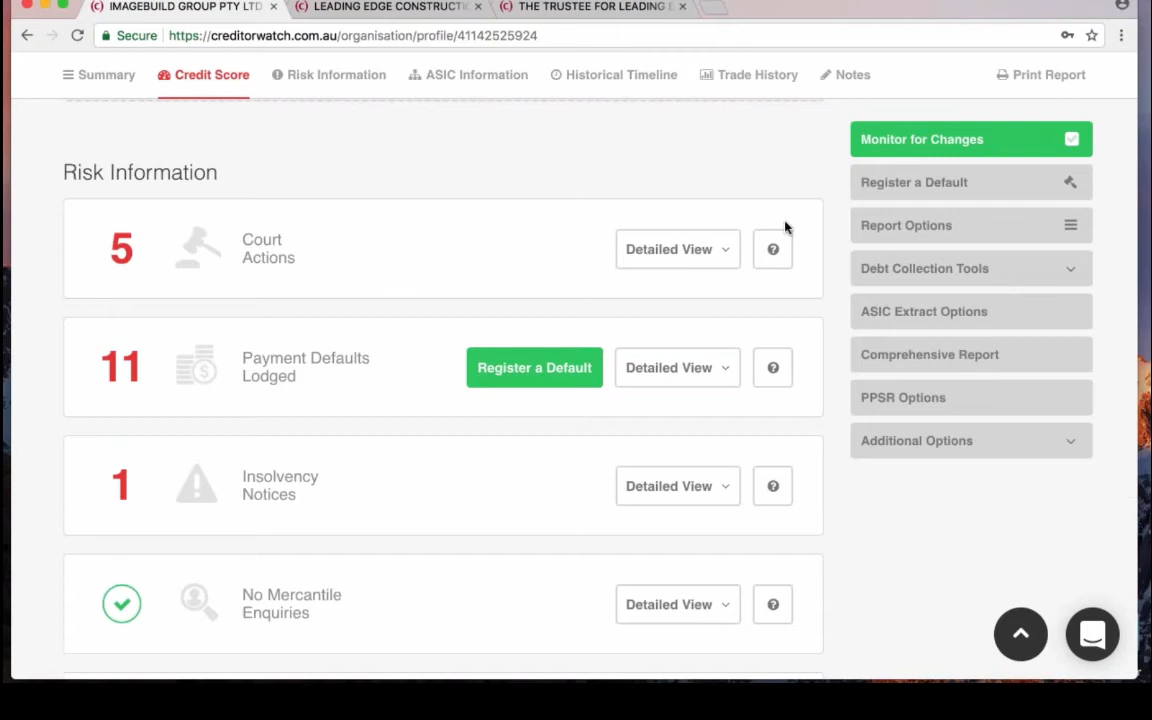 IMAGEBUILD GROUP PTY LTD
LEADING EDGE CONSTRUCTI
THE TRUSTEE FOR LEADING E
Secure https://creditorwatch.com.au/organisation/profile/41142525924
Summary
Credit Score
Risk Information
ASIC Information
Historical Timeline
Trade History
Notes
Print Report
Risk Information
5
Court
Actions
Detailed View
?
11
Payment Defaults
Lodged
Register a Default
Detailed View
?
1
Insolvency
Notices
Detailed View
?
No Mercantile
Enquiries
Detailed View
?
Monitor for Changes
Register a Default
Report Options
Debt Collection Tools
ASIC Extract Options
Comprehensive Report
PPSR Options
Additional Options